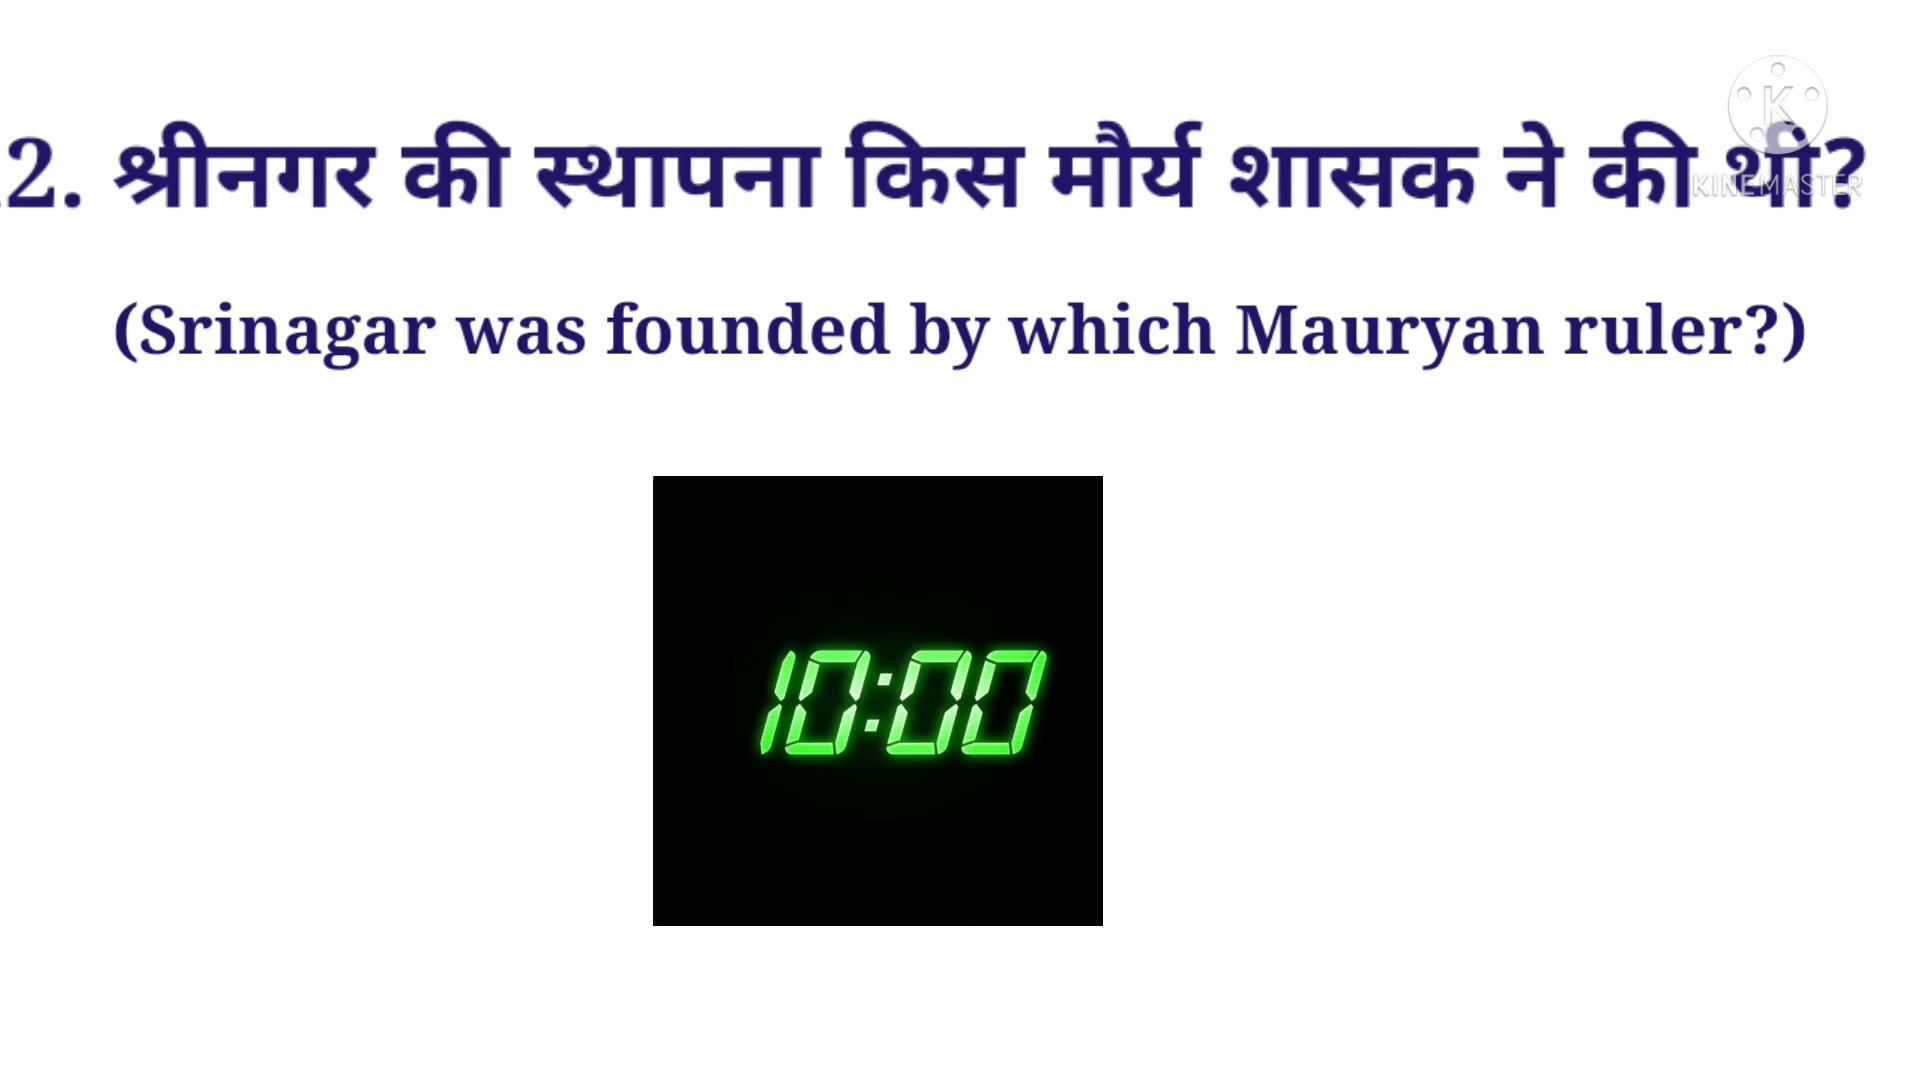 2. श्रीनगर की स्थापना किस मौर्य शासक ने की थी?
K
KINEMASTER
(Srinagar was founded by which Mauryan ruler?)
10:00